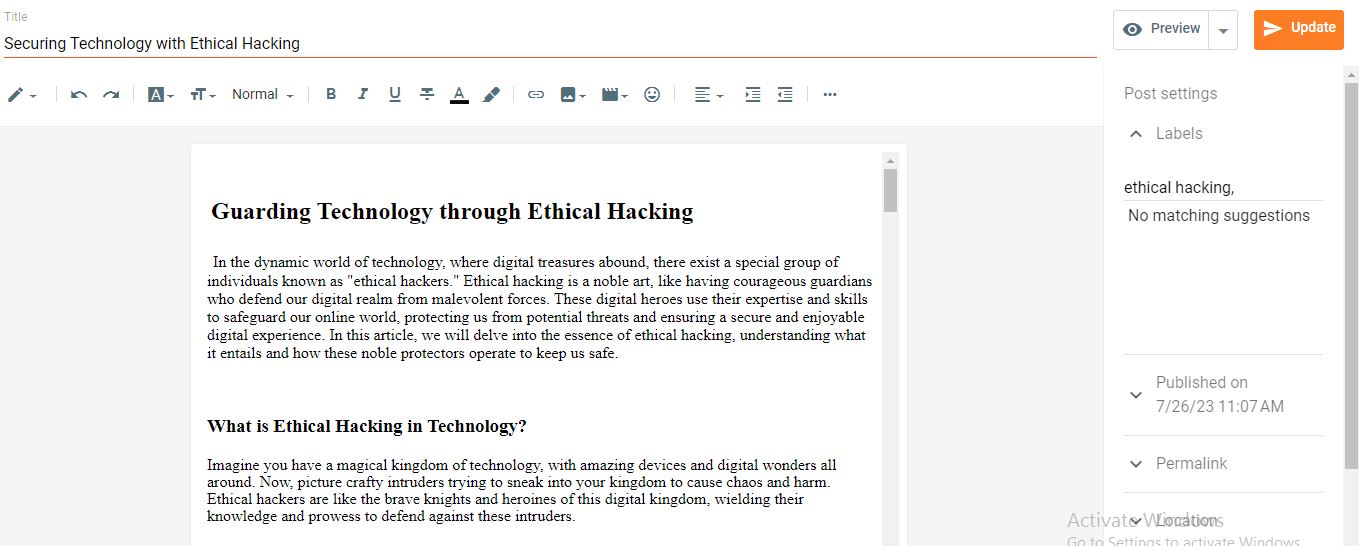 Title
Securing Technology with Ethical Hacking
Preview
Update
Normal
B I U A
Guarding Technology through Ethical Hacking
In the dynamic world of technology, where digital treasures abound, there exist a special group of
individuals known as "ethical hackers." Ethical hacking is a noble art, like having courageous guardians
who defend our digital realm from malevolent forces. These digital heroes use their expertise and skills
to safeguard our online world, protecting us from potential threats and ensuring a secure and enjoyable
digital experience. In this article, we will delve into the essence of ethical hacking, understanding what
it entails and how these noble protectors operate to keep us safe.
What is Ethical Hacking in Technology?
Imagine you have a magical kingdom of technology, with amazing devices and digital wonders all
around. Now, picture crafty intruders trying to sneak into your kingdom to cause chaos and harm.
Ethical hackers are like the brave knights and heroines of this digital kingdom, wielding their
knowledge and prowess to defend against these intruders.
Post settings
Labels
ethical hacking,
No matching suggestions
Published on
7/26/23 11:07 AM
Permalink
Location
Activate Windows
Go to Settings to activate Windows.